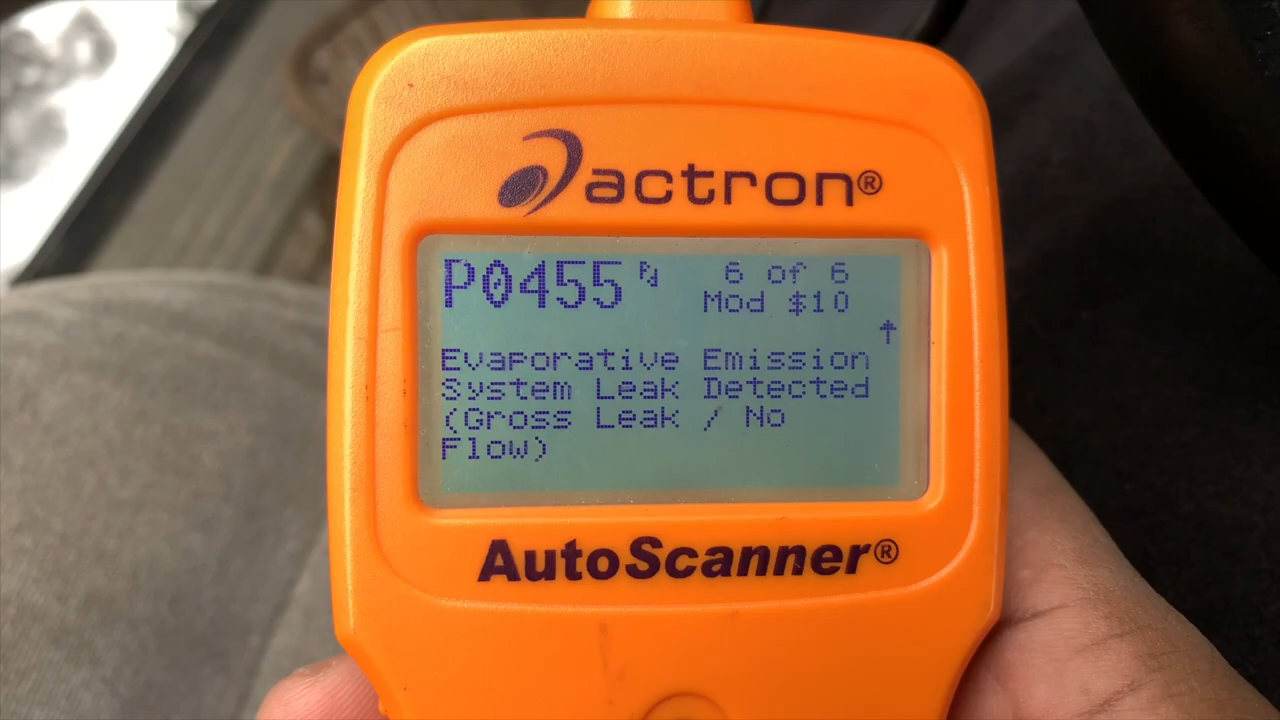 actron®
P0455 6 of 6
Mod $10
Evaporative Emission
System Leak Detected
(Gross Leak / No
Flow)
AutoScanner®